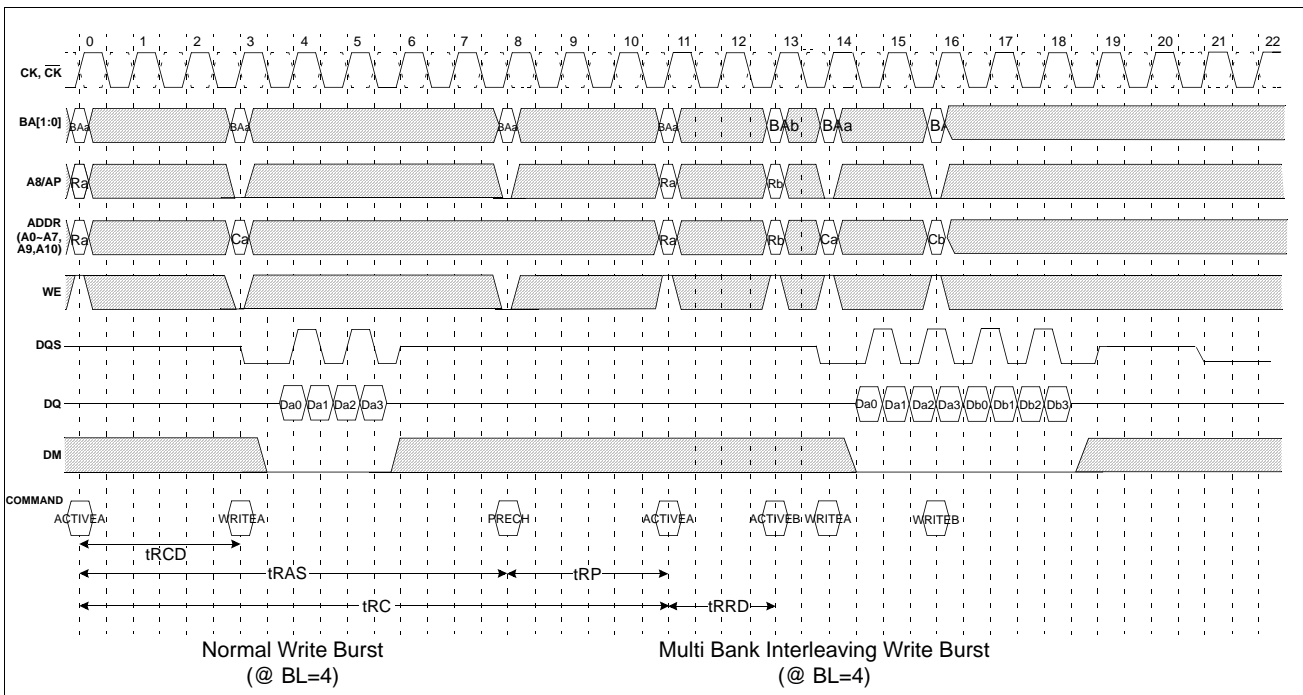 0 1 2 3 4 5 6 7 8 9 10 11 12 13 14 15 16 17 18 19 20 21 22
CK, CK
BA[1:0] BAa BAa BAa BAa BAb BAa BA
A8/AP Ra Ra Rb
ADDR
(A0~A7,
A9,A10)
Ra Ca Ra Rb Ca Cb
WE
DQS
DQ Da0 Da1 Da2 Da3 Da0 Da1 Da2 Da3 Db0 Db1 Db2 Db3
DM
COMMAND
ACTIVEA WRITEA PRECH ACTIVEA ACTIVEB WRITEA WRITEB
tRCD
tRAS tRP
tRC tRRD
Normal Write Burst Multi Bank Interleaving Write Burst
(@ BL=4) (@ BL=4)